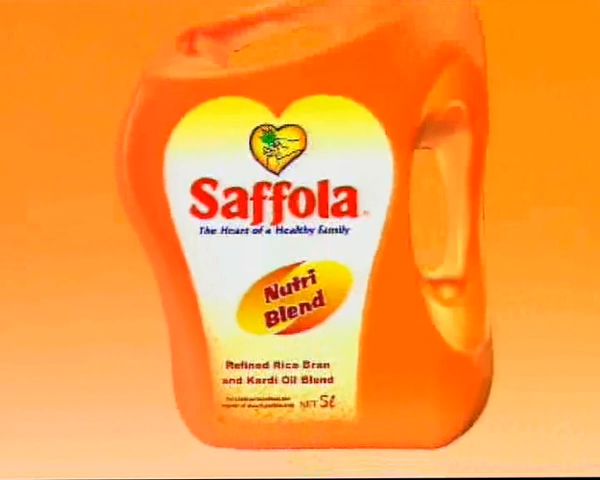 Saffola
The Heart of a Healthy family
Nutri
Blend
Refined Rice Bran
and Kardi Oil Blend
NET 5ℓ